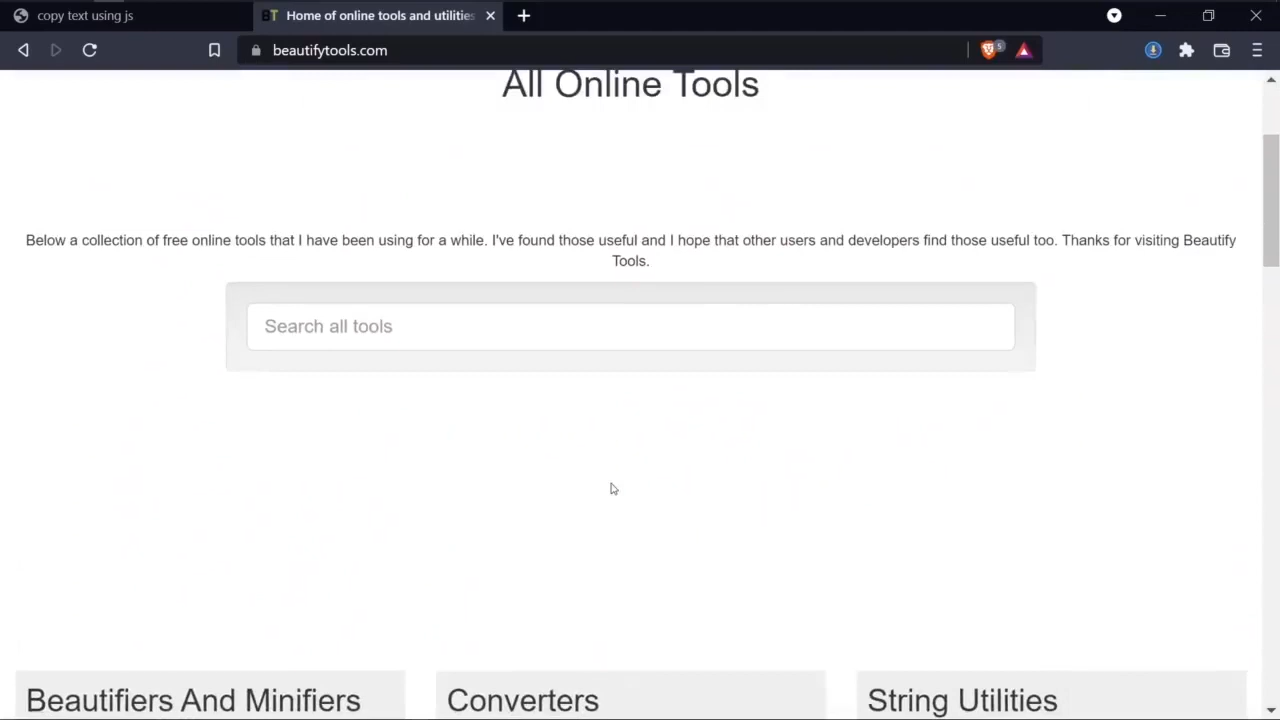 copy text using js
BT Home of online tools and utilities
beautifytools.com
5
All Online Tools
Below a collection of free online tools that I have been using for a while. I've found those useful and I hope that other users and developers find those useful too. Thanks for visiting Beautify
Tools.
Search all tools
Beautifiers And Minifiers
Converters
String Utilities